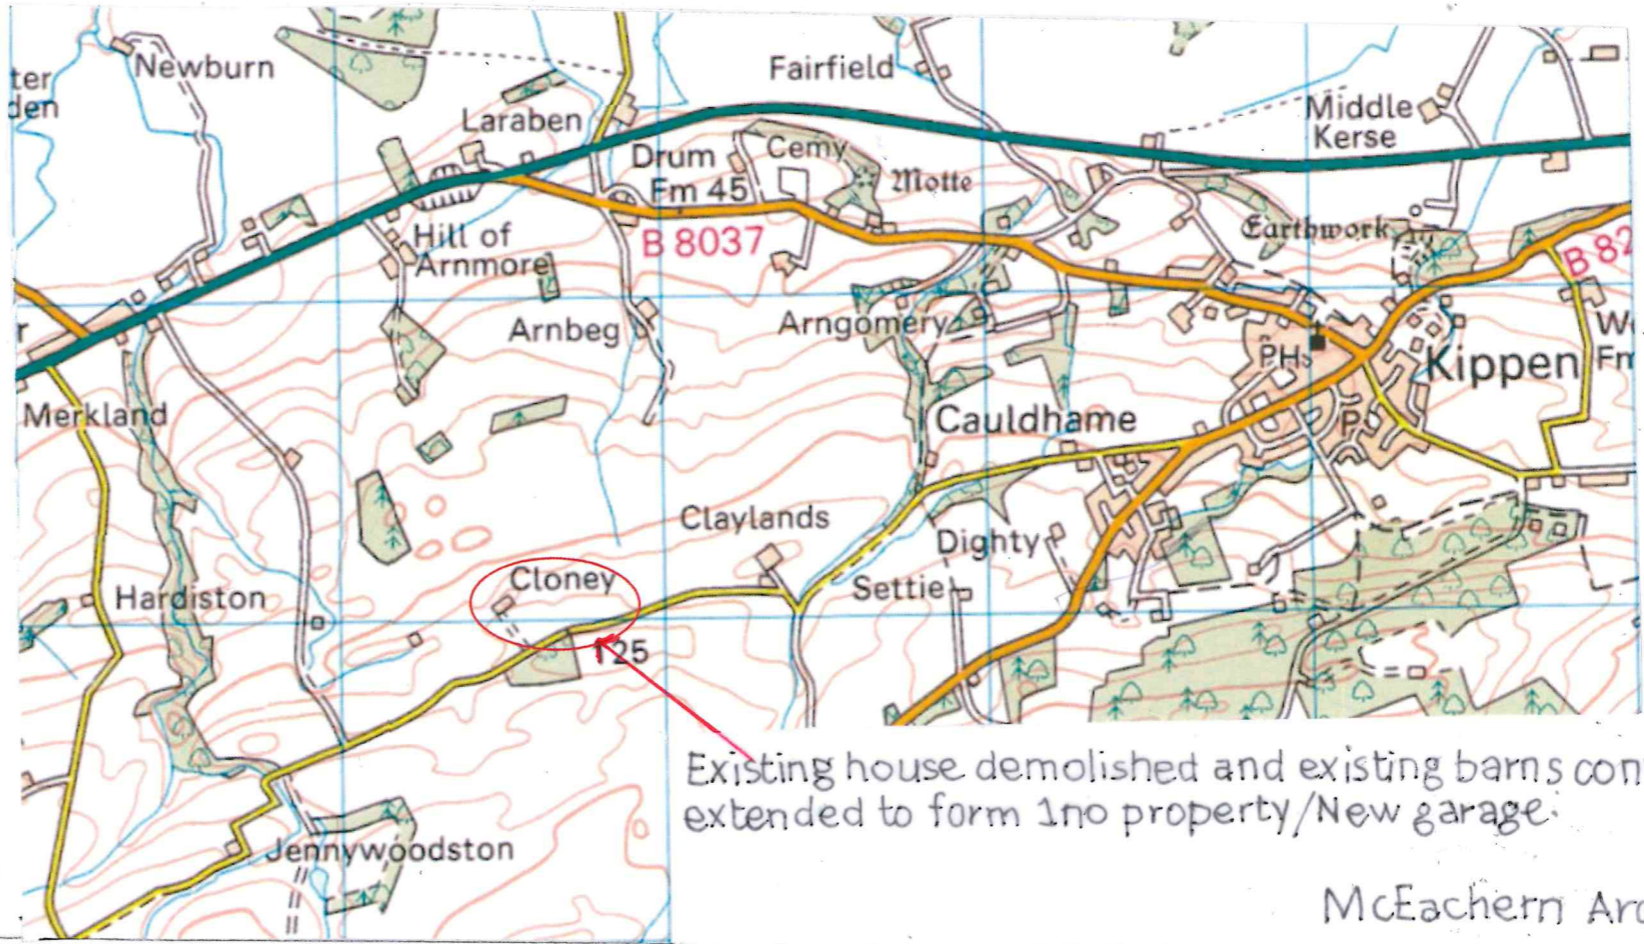 ter
den
Newburn
Fairfield
Laraben
Middle
Kerse
Drum
Fm 45
Cemy
Motte
Earthwork
Hill of
Arnmore
B 8037
B 82
Arnbeg
Arngomery
PH
Kippen
Fm
Merkland
Cauldhame
P
Claylands
Dighty
Cloney
Settie
Hardiston
125
Existing house demolished and existing barns con
extended to form 1no property/New garage.
Jennywoodston
McEachern Arc